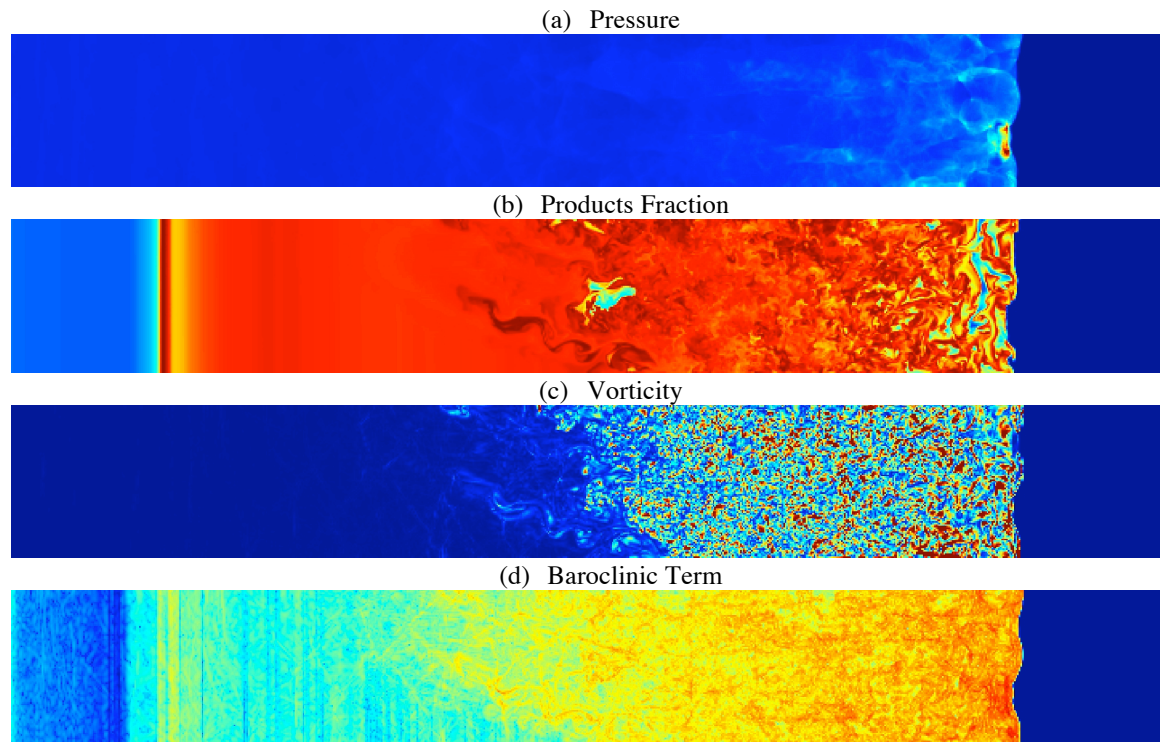 (a) Pressure
(b) Products Fraction
(c) Vorticity
(d) Baroclinic Term